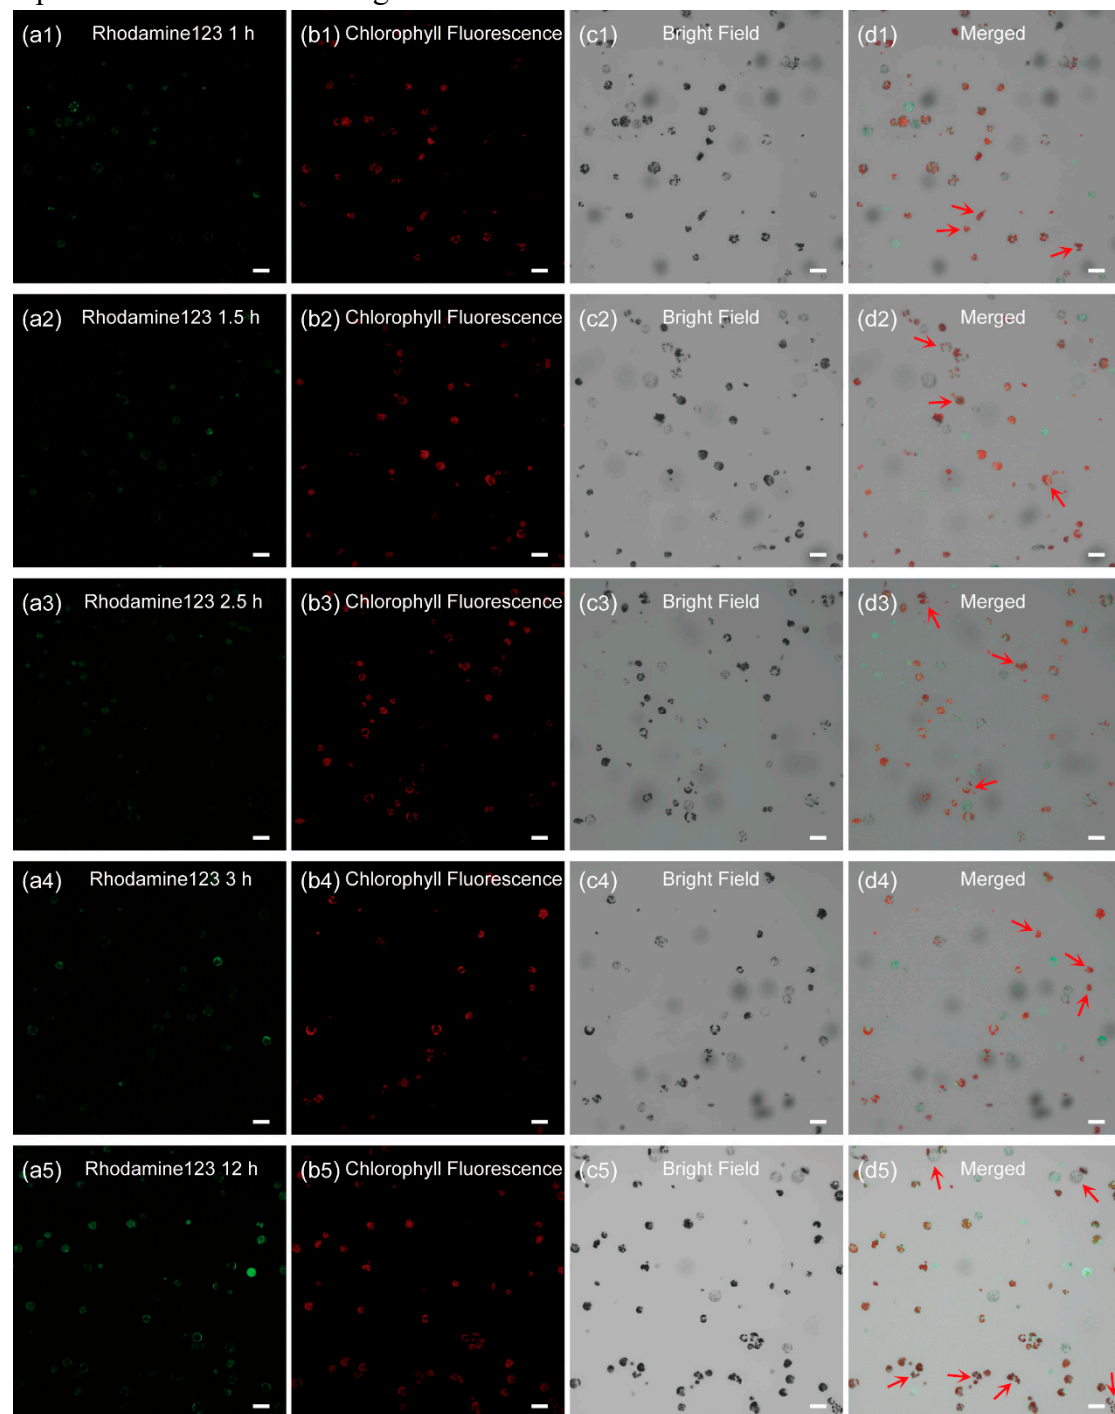 (a1) Rhodamine123 1 h (b1) Chlorophyll Fluorescence (c1) Bright Field (d1) Merged
(a2) Rhodamine123 1.5 h (b2) Chlorophyll Fluorescence (c2) Bright Field (d2) Merged
(a3) Rhodamine123 2.5 h (b3) Chlorophyll Fluorescence (c3) Bright Field (d3) Merged
(a4) Rhodamine123 3 h (b4) Chlorophyll Fluorescence (c4) Bright Field (d4) Merged
(a5) Rhodamine123 12 h (b5) Chlorophyll Fluorescence (c5) Bright Field (d5) Merged